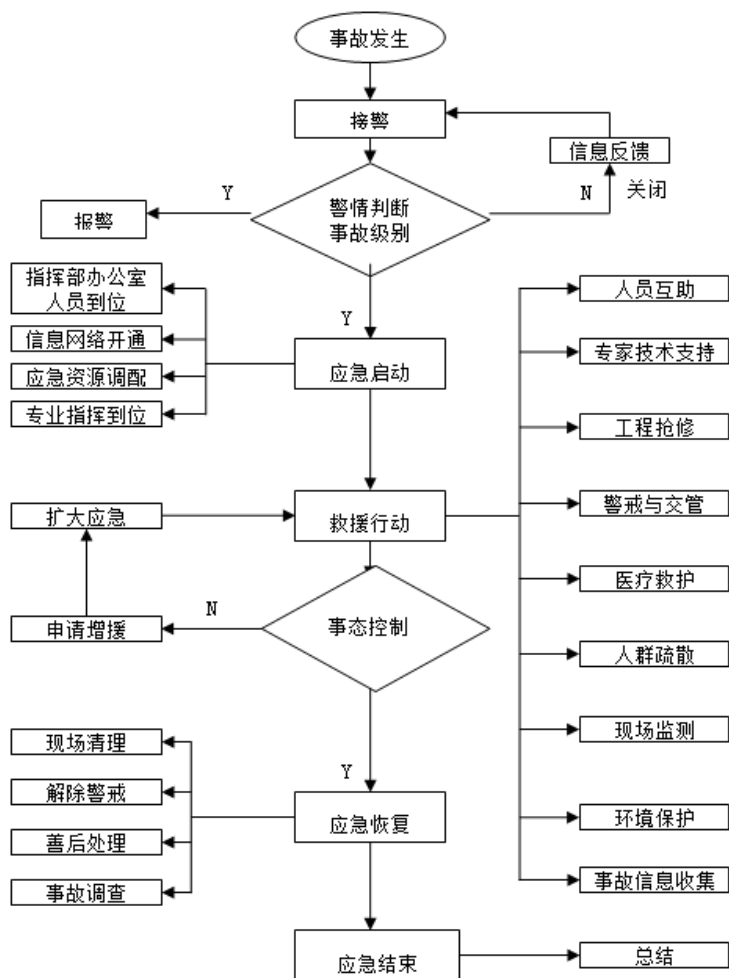 事故发生
接警
信息反馈
Y
N
关闭
报警
警情判断
事故级别
指挥部办公室
人员到位
信息网络开通
应急资源调配
专业指挥到位
Y
应急启动
人员互助
专家技术支持
工程抢修
警戒与交管
医疗救护
人群疏散
现场监测
环境保护
事故信息收集
扩大应急
救援行动
申请增援
N
事态控制
现场清理
解除警戒
善后处理
事故调查
Y
应急恢复
应急结束
总结